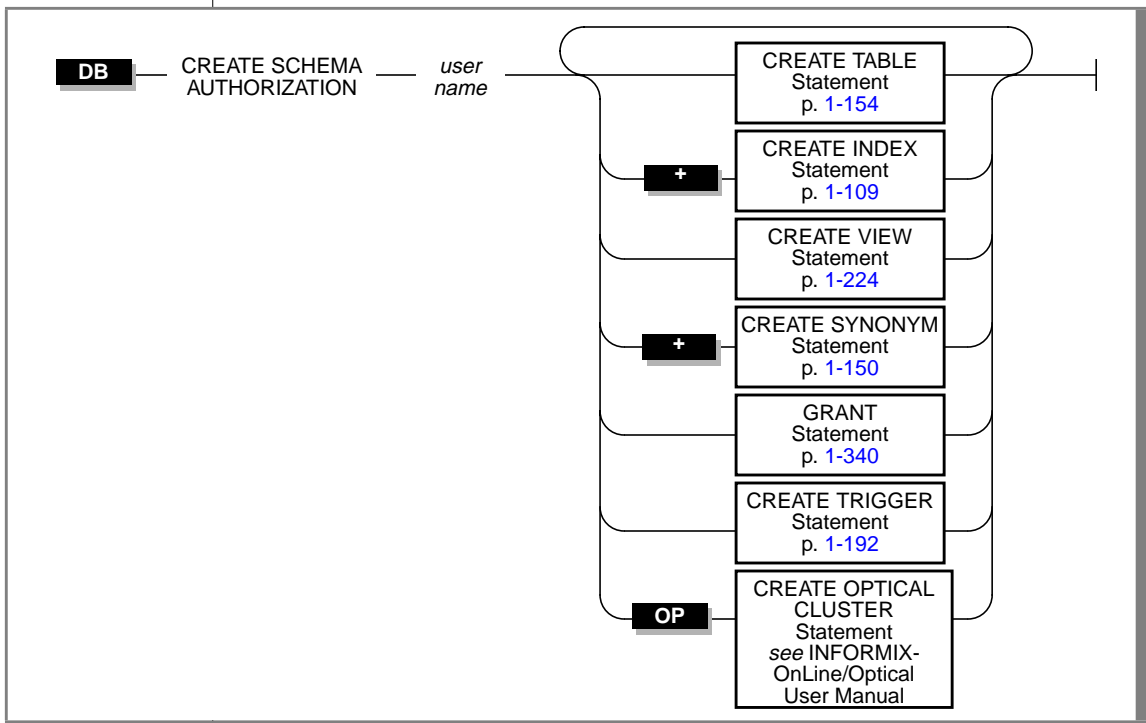 DB
CREATE SCHEMA
AUTHORIZATION
user
name
CREATE TABLE
Statement
p. 1-154
+
CREATE INDEX
Statement
p. 1-109
CREATE VIEW
Statement
p. 1-224
+
CREATE SYNONYM
Statement
p. 1-150
GRANT
Statement
p. 1-340
CREATE TRIGGER
Statement
p. 1-192
OP
CREATE OPTICAL
CLUSTER
Statement
see INFORMIX-
OnLine/Optical
User Manual